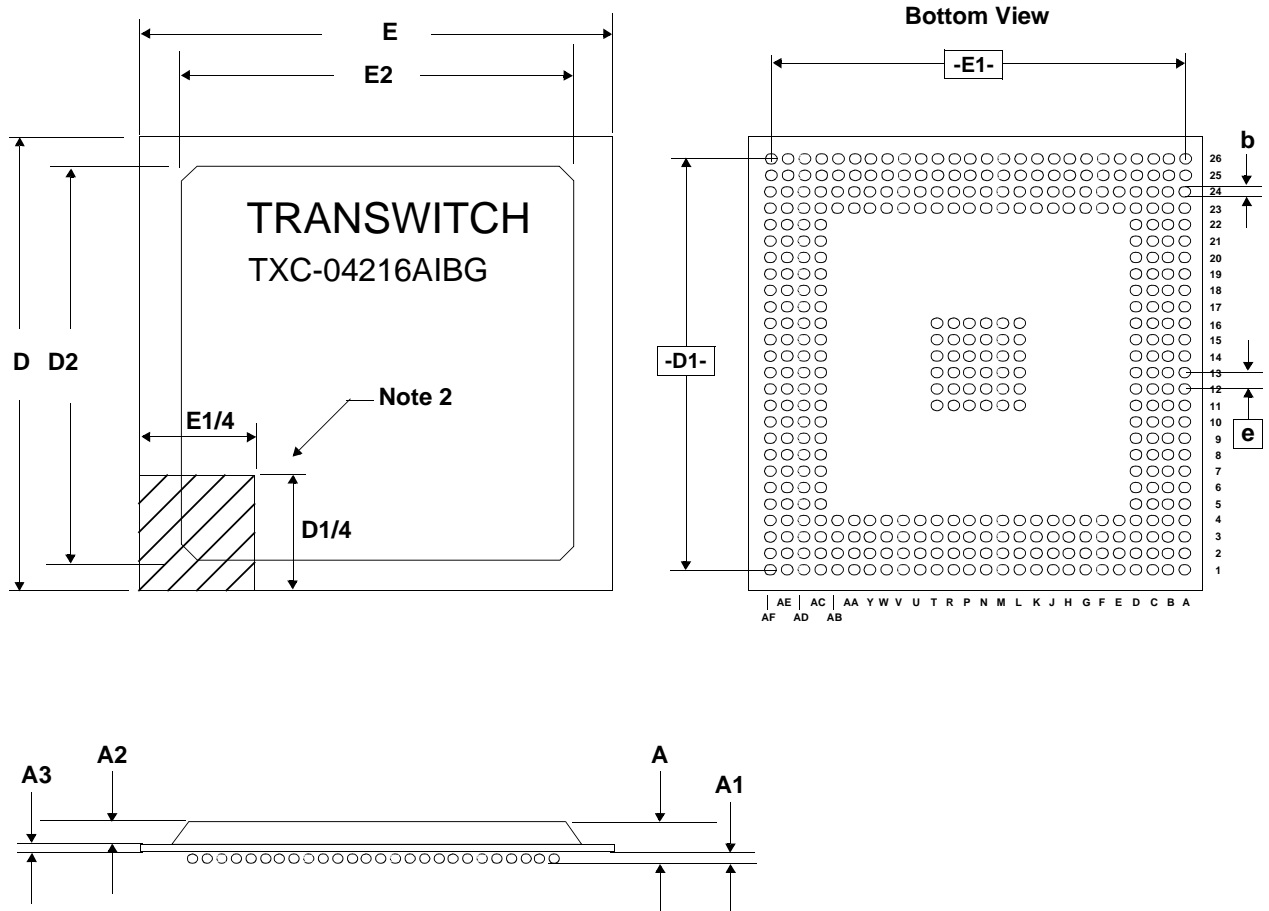 Bottom View
E
E2
-E1-
b
TRANSWITCH
TXC-04216AIBG
D
D2
-D1-
Note 2
E1/4
D1/4
e
26
25
24
23
22
21
20
19
18
17
16
15
14
13
12
11
10
9
8
7
6
5
4
3
2
1
AE AC AA Y W V U T R P N M L K J H G F E D C B A
AF AD AB
A3
A2
A
A1